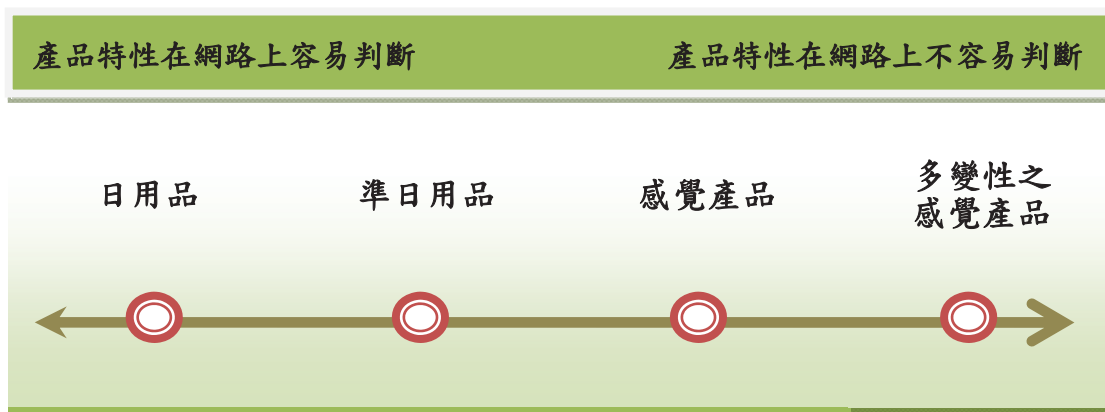 產品特性在網路上容易判斷
產品特性在網路上不容易判斷
日用品
準日用品
感覺產品
多變性之
感覺產品